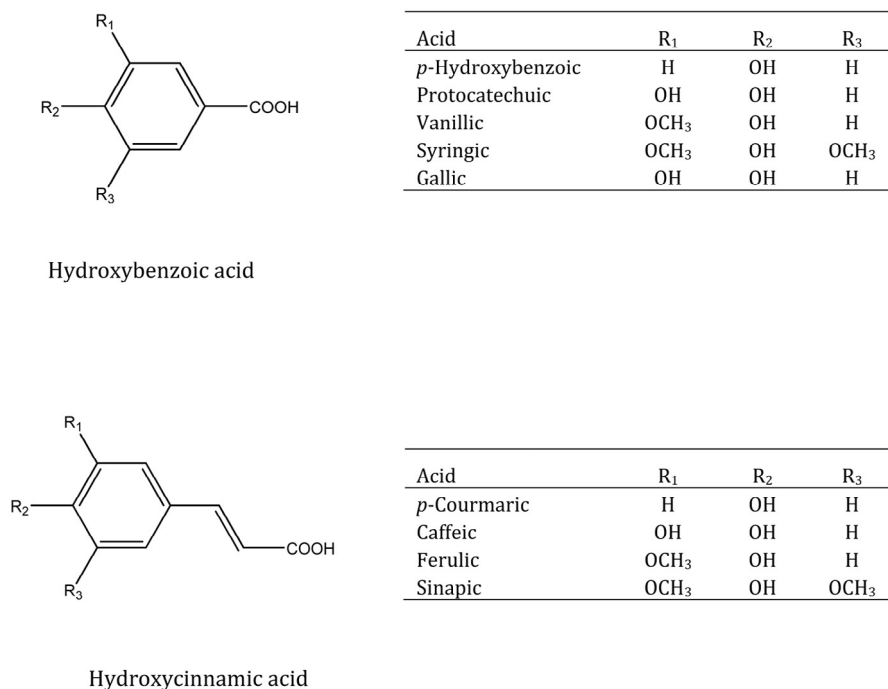 R₁
R₂ COOH
R₃
Hydroxybenzoic acid
Acid R₁ R₂ R₃
p-Hydroxybenzoic H OH H
Protocatechuic OH OH H
Vanillic OCH₃ OH H
Syringic OCH₃ OH OCH₃
Gallic OH OH H
R₁
R₂
COOH
R₃
Hydroxycinnamic acid
Acid R₁ R₂ R₃
p-Courmaric H OH H
Caffeic OH OH H
Ferulic OCH₃ OH H
Sinapic OCH₃ OH OCH₃